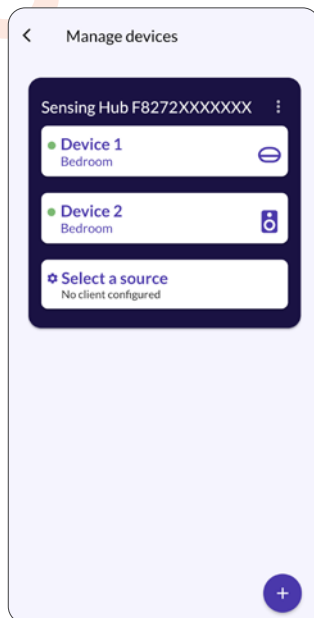 Manage devices
Sensing Hub F8272XXXXXXX
Device 1
Bedroom
Device 2
Bedroom
Select a source
No client configured